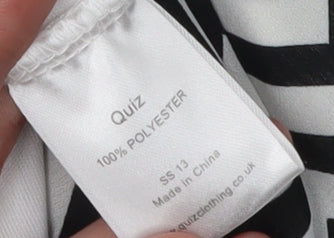 Quiz
100% POLYESTER
SS 13
Made in China
.quizclothing.co.uk